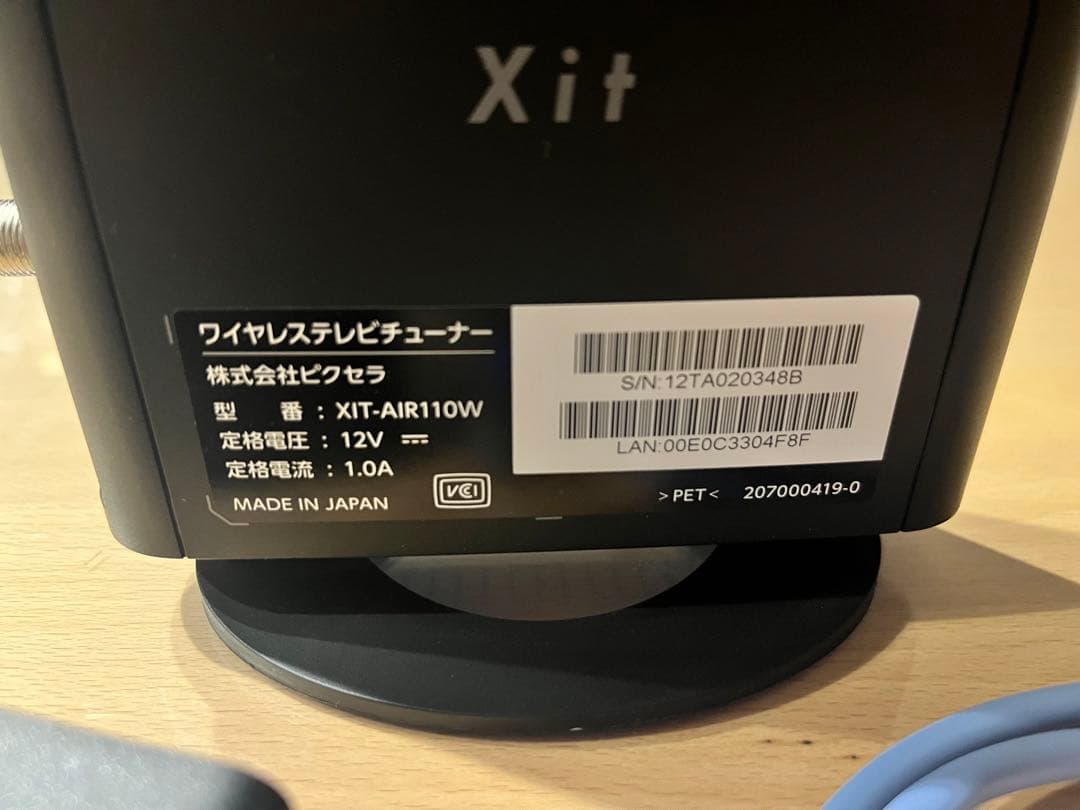 Xit
ワイヤレステレビチューナー
株式会社ピクセラ
型 番 : XIT-AIR110W
定格電圧 : 12V ⎓
定格電流 : 1.0A
MADE IN JAPAN
VCI
S/N:12TA020348B
LAN:00E0C3304F8F
>PET< 207000419-0